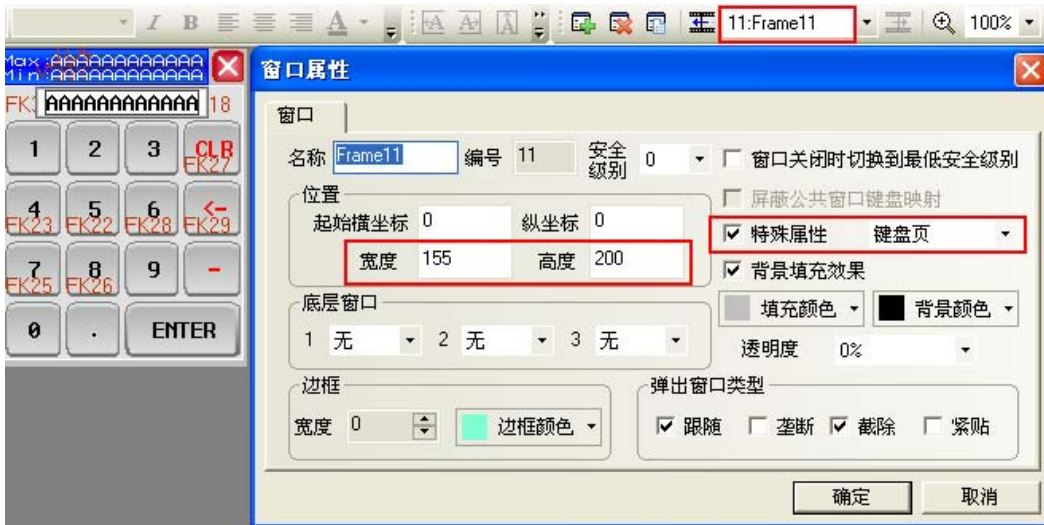 I B A A A A 11:Frame11 100%
Max:AAAAAAAAAAAA
Min:AAAAAAAAAAAA
AAAAAAAAAAAA 18
1 2 3 CLR FK27
4 FK23 5 FK22 6 FK28 <- FK29
7 FK25 8 FK26 9 -
0 . ENTER
窗口属性
窗口
名称 Frame11 编号 11 安全级别 0 窗口关闭时切换到最低安全级别
屏蔽公共窗口键盘映射
位置
起始横坐标 0 纵坐标 0
特殊属性 键盘页
宽度 155 高度 200
背景填充效果
填充颜色 背景颜色
底层窗口
1 无 2 无 3 无
透明度 0%
边框
宽度 0 边框颜色
弹出窗口类型
跟随 垄断 截除 紧贴
确定 取消